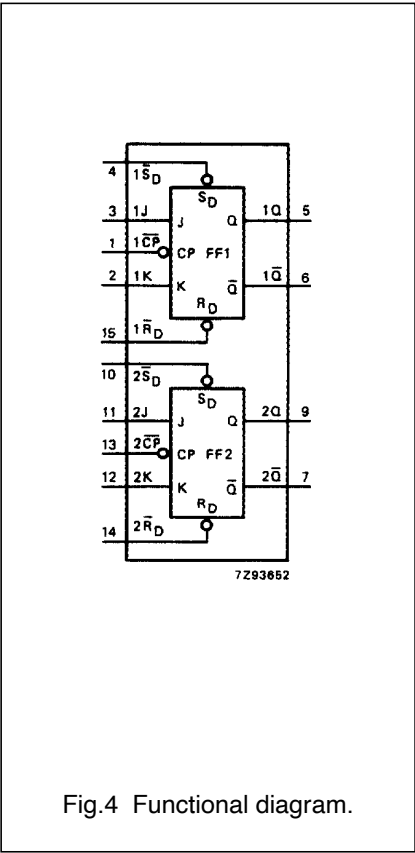 4 1S̅D
SD
3 1J J Q 1Q 5
1 1C̅P̅ CP FF1
2 1K K Q̅ 1Q̅ 6
RD
15 1R̅D
10 2S̅D
SD
11 2J J Q 2Q 9
13 2C̅P̅ CP FF2
12 2K K Q̅ 2Q̅ 7
RD
14 2R̅D
7Z93652
Fig.4 Functional diagram.